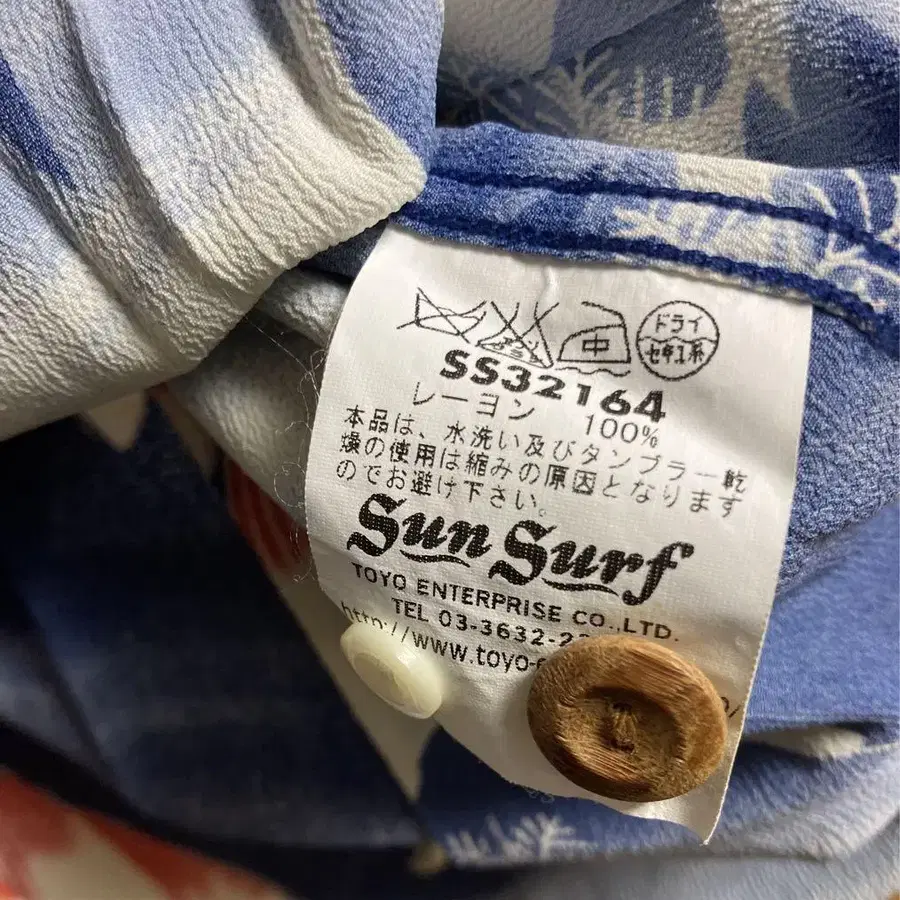 ドライ
セキユ系
中
SS32164
レーヨン 100%
本品は、水洗い及びタンブラー乾
燥の使用は縮みの原因となります
のでお避け下さい。
Sun Surf
TOYO ENTERPRISE CO.,LTD.
TEL 03-3632-2
http://www.toyo-